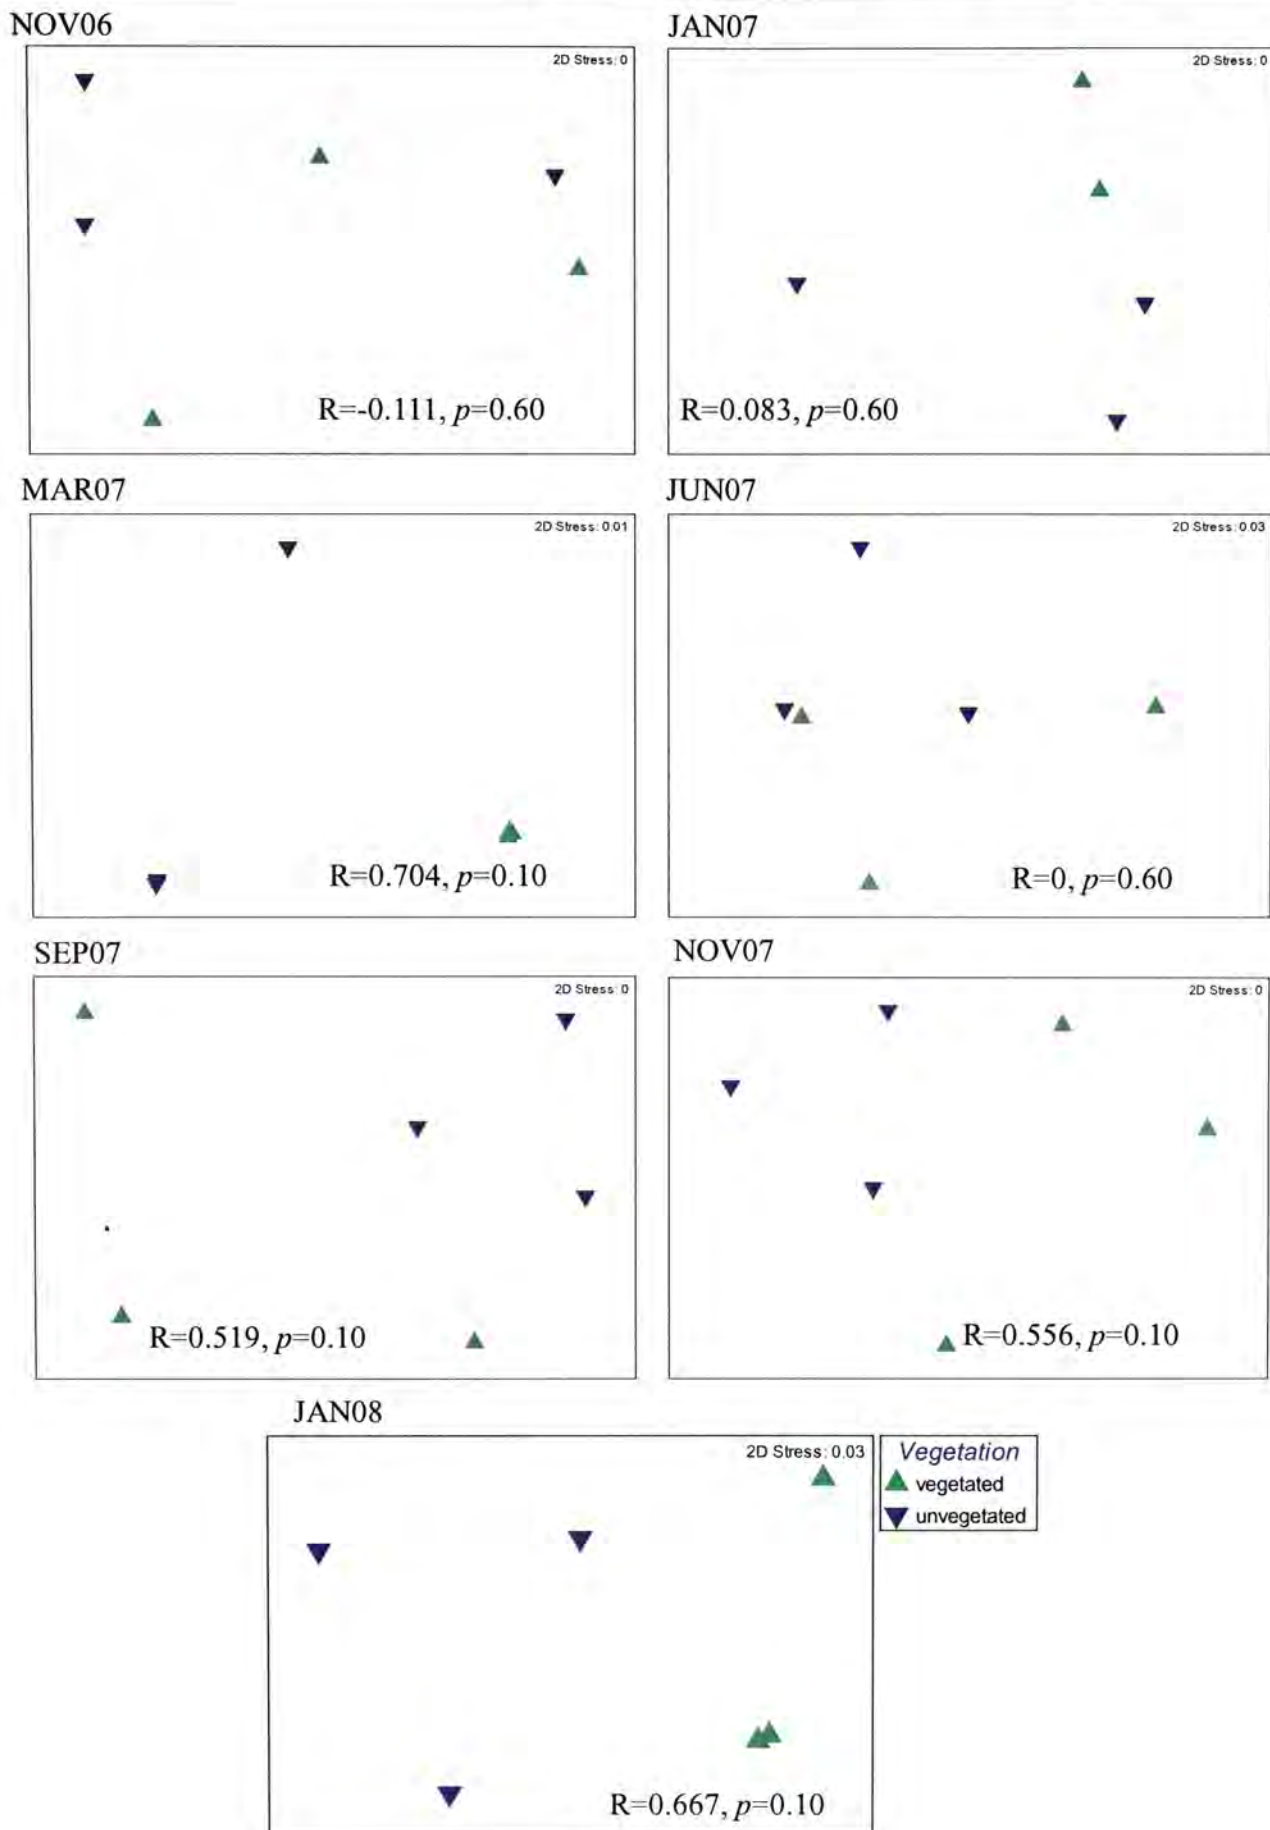 NOV06
2D Stress: 0
R=-0.111, p=0.60
JAN07
2D Stress: 0
R=0.083, p=0.60
MAR07
2D Stress: 0.01
R=0.704, p=0.10
JUN07
2D Stress: 0.03
R=0, p=0.60
SEP07
2D Stress: 0
R=0.519, p=0.10
NOV07
2D Stress: 0
R=0.556, p=0.10
JAN08
2D Stress: 0.03
R=0.667, p=0.10
Vegetation
vegetated
unvegetated